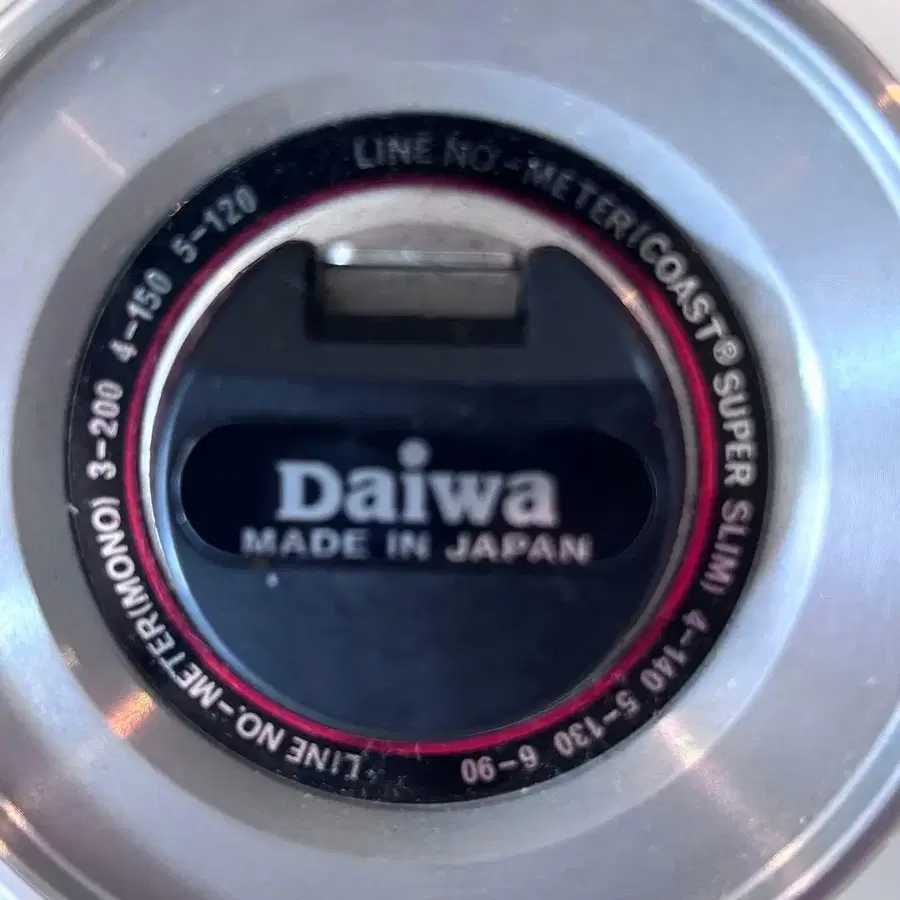 LINE NO.-METER(COAST® SUPER SLIM) 4-140 5-130 6-90
LINE NO.-METER(MONO) 3-200 4-150 5-120
Daiwa
MADE IN JAPAN